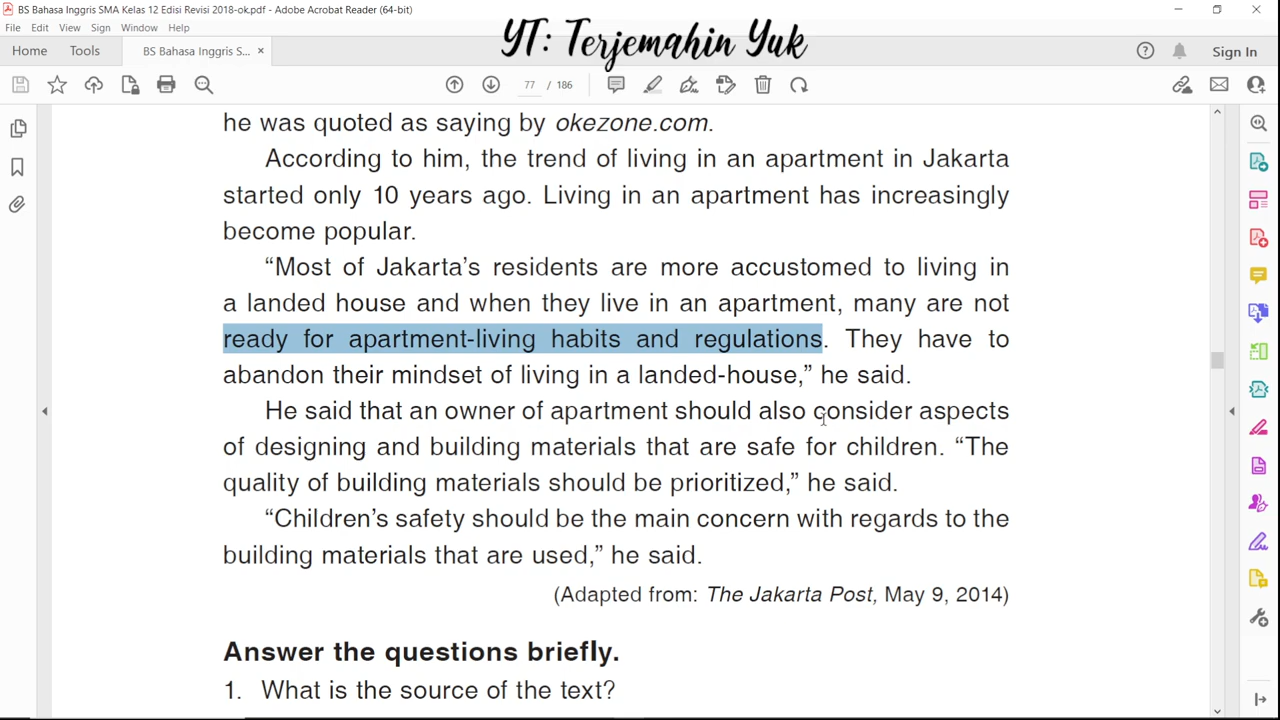 BS Bahasa Inggris SMA Kelas 12 Edisi Revisi 2018-ok.pdf - Adobe Acrobat Reader (64-bit)
YT: Terjemahin Yuk
File Edit View Sign Window Help
Home Tools BS Bahasa Inggris S... × Sign In
77 / 186
he was quoted as saying by okezone.com.
According to him, the trend of living in an apartment in Jakarta
started only 10 years ago. Living in an apartment has increasingly
become popular.
“Most of Jakarta’s residents are more accustomed to living in
a landed house and when they live in an apartment, many are not
ready for apartment-living habits and regulations. They have to
abandon their mindset of living in a landed-house,” he said.
He said that an owner of apartment should also consider aspects
of designing and building materials that are safe for children. “The
quality of building materials should be prioritized,” he said.
“Children’s safety should be the main concern with regards to the
building materials that are used,” he said.
(Adapted from: The Jakarta Post, May 9, 2014)
Answer the questions briefly.
1. What is the source of the text?